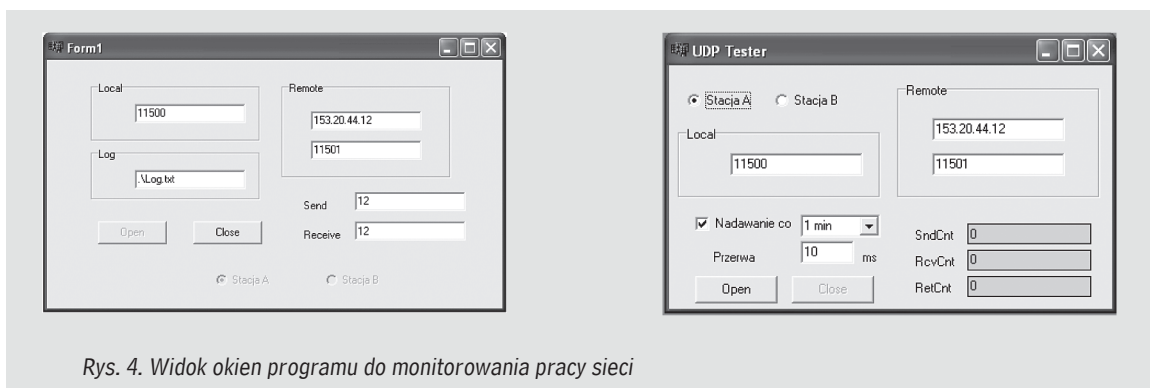 Form1
Local
11500
Log
.\Log.txt
Open
Close
Remote
153.20.44.12
11501
Send
12
Receive
12
Stacja A
Stacja B
UDP Tester
Stacja A
Stacja B
Local
11500
Remote
153.20.44.12
11501
Nadawanie co
1 min
Przerwa
10
ms
Open
Close
SndCnt
0
RcvCnt
0
RetCnt
0
Rys. 4. Widok okien programu do monitorowania pracy sieci